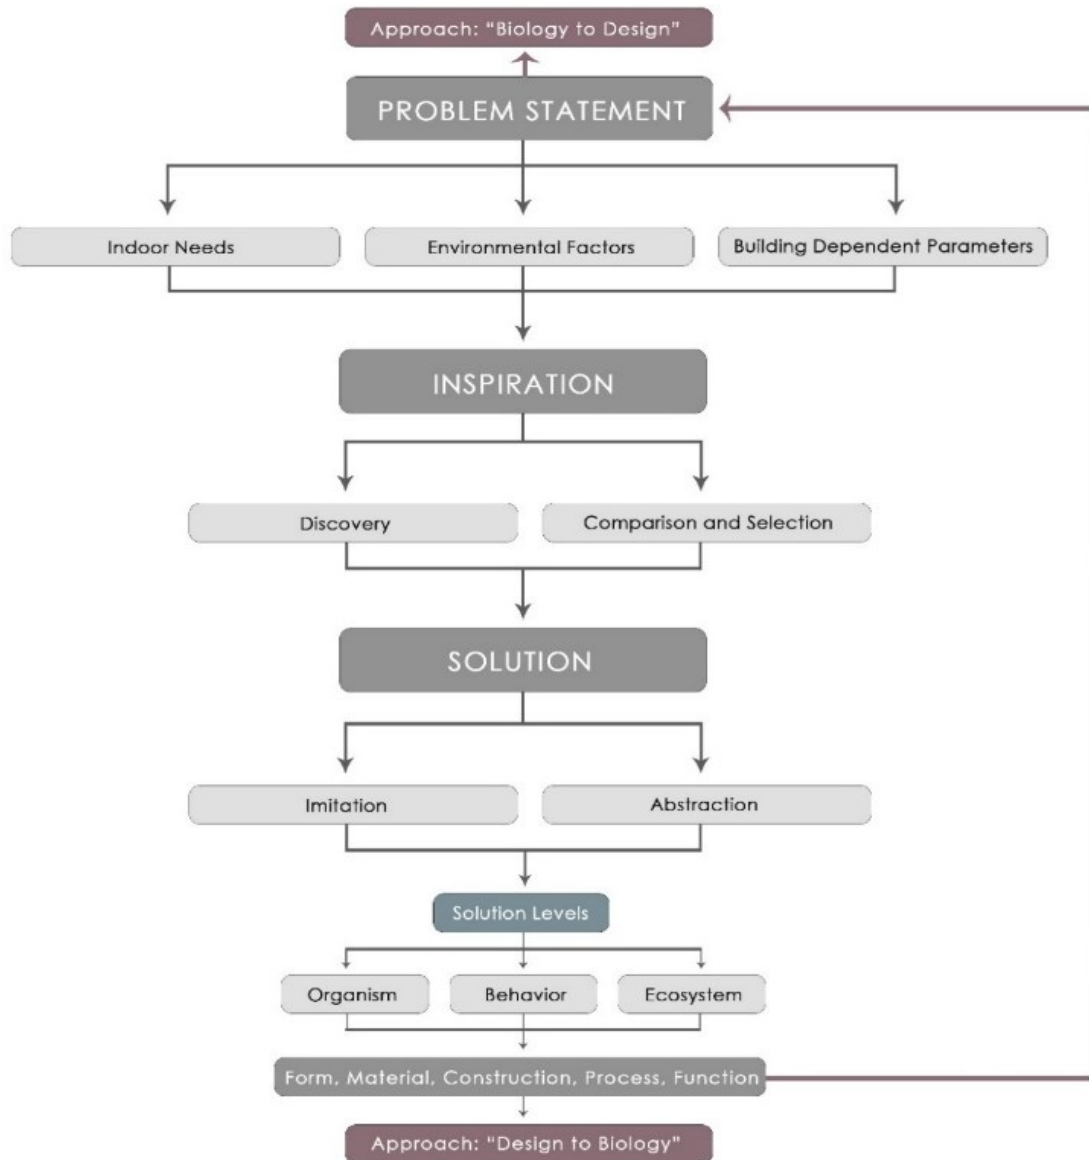 Approach: “Biology to Design”
PROBLEM STATEMENT
Indoor Needs
Environmental Factors
Building Dependent Parameters
INSPIRATION
Discovery
Comparison and Selection
SOLUTION
Imitation
Abstraction
Solution Levels
Organism
Behavior
Ecosystem
Form, Material, Construction, Process, Function
Approach: “Design to Biology”